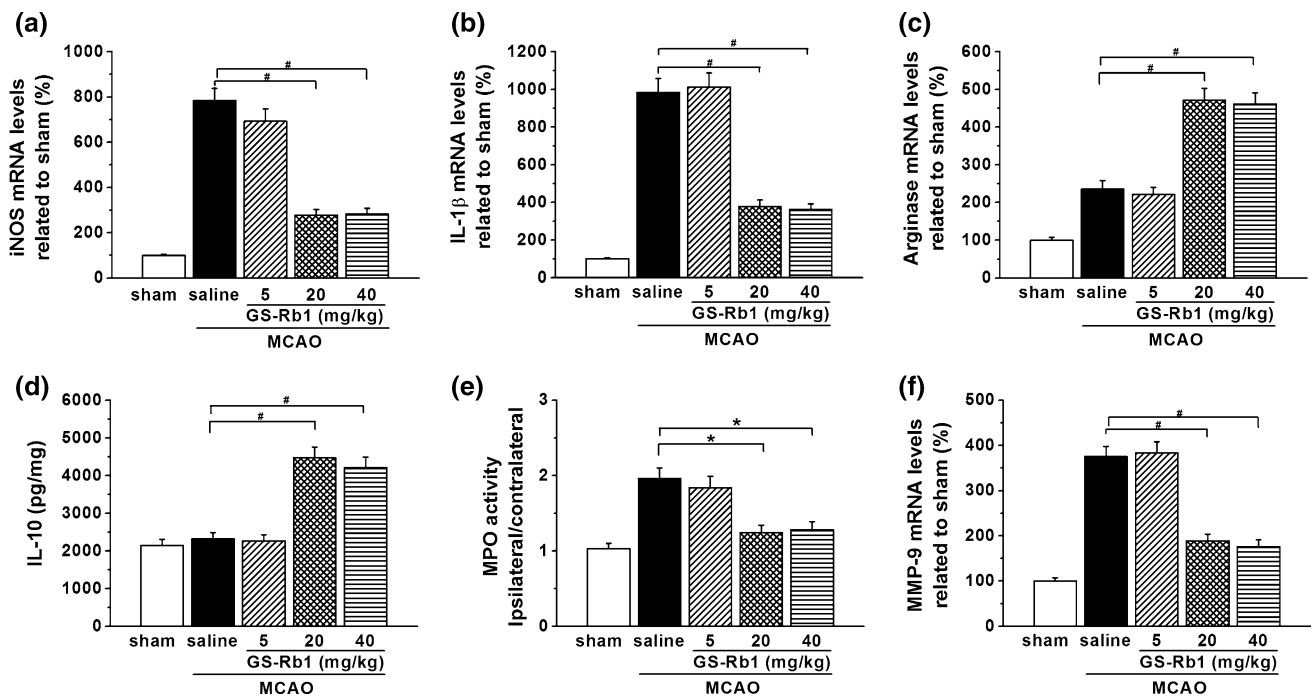 (a)
iNOS mRNA levels
related to sham (%)
1000
800
600
400
200
0
#
#
sham saline 5 20 40
GS-Rb1 (mg/kg)
MCAO
(b)
IL-1β mRNA levels
related to sham (%)
1200
1000
800
600
400
200
0
#
#
sham saline 5 20 40
GS-Rb1 (mg/kg)
MCAO
(c)
Arginase mRNA levels
related to sham (%)
600
500
400
350
250
200
150
100
50
0
#
#
sham saline 5 20 40
GS-Rb1 (mg/kg)
MCAO
(d)
IL-10 (pg/mg)
6000
5000
4000
3000
2000
1000
0
#
#
sham saline 5 20 40
GS-Rb1 (mg/kg)
MCAO
(e)
MPO activity
Ipsilateral/contralateral
3
2
1
0
*
*
sham saline 5 20 40
GS-Rb1 (mg/kg)
MCAO
(f)
MMP-9 mRNA levels
related to sham (%)
500
400
300
200
100
0
#
#
sham saline 5 20 40
GS-Rb1 (mg/kg)
MCAO